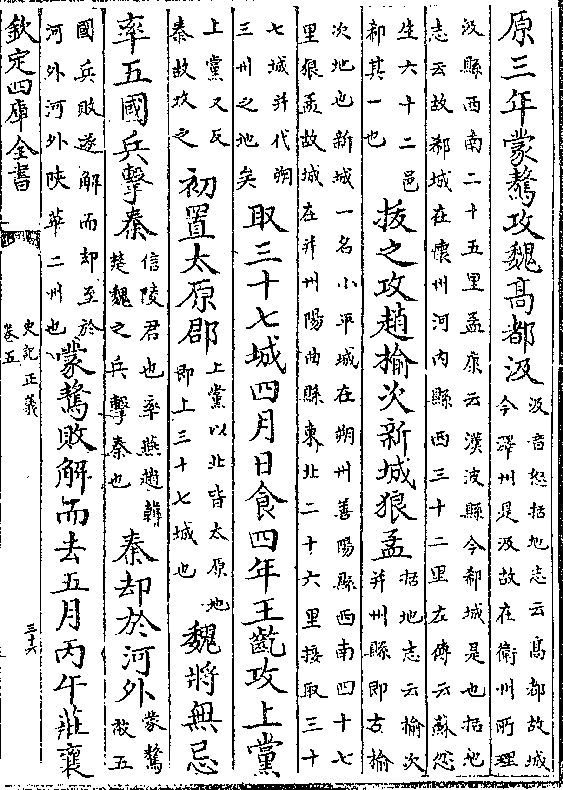 原三年蒙驁攻魏髙都汲汲音怒括地志云髙都故城
今澤州是汲故在衛州所理
汲縣西南二十五里孟康云漢波縣今郗城是也括地
志云故郗城在懷州河内縣西三十二里左傳云蘇忿
生六十二邑
郗其一也拔之攻趙榆次新城狼孟括地志云榆次
并州縣即古榆
次地也新城一名小平城在朔州善陽縣西南四十七
里狼孟故城在并州陽曲縣東北二十六里接取三十
七城并代朔
三州之地矣取三十七城四月日食四年王齕攻上黨
上黨又反
秦故攻之初置太原郡上黨以北皆太原地
即上三十七城也魏將無忌
率五國兵擊秦信陵君也率燕趙韓
楚魏之兵擊秦也秦却於河外蒙驁
敗五
國兵敗遂解而却至於
河外河外陜華二州也蒙驁敗解而去五月丙午莊襄
欽定四庫全書
史記正義
卷五
三十六